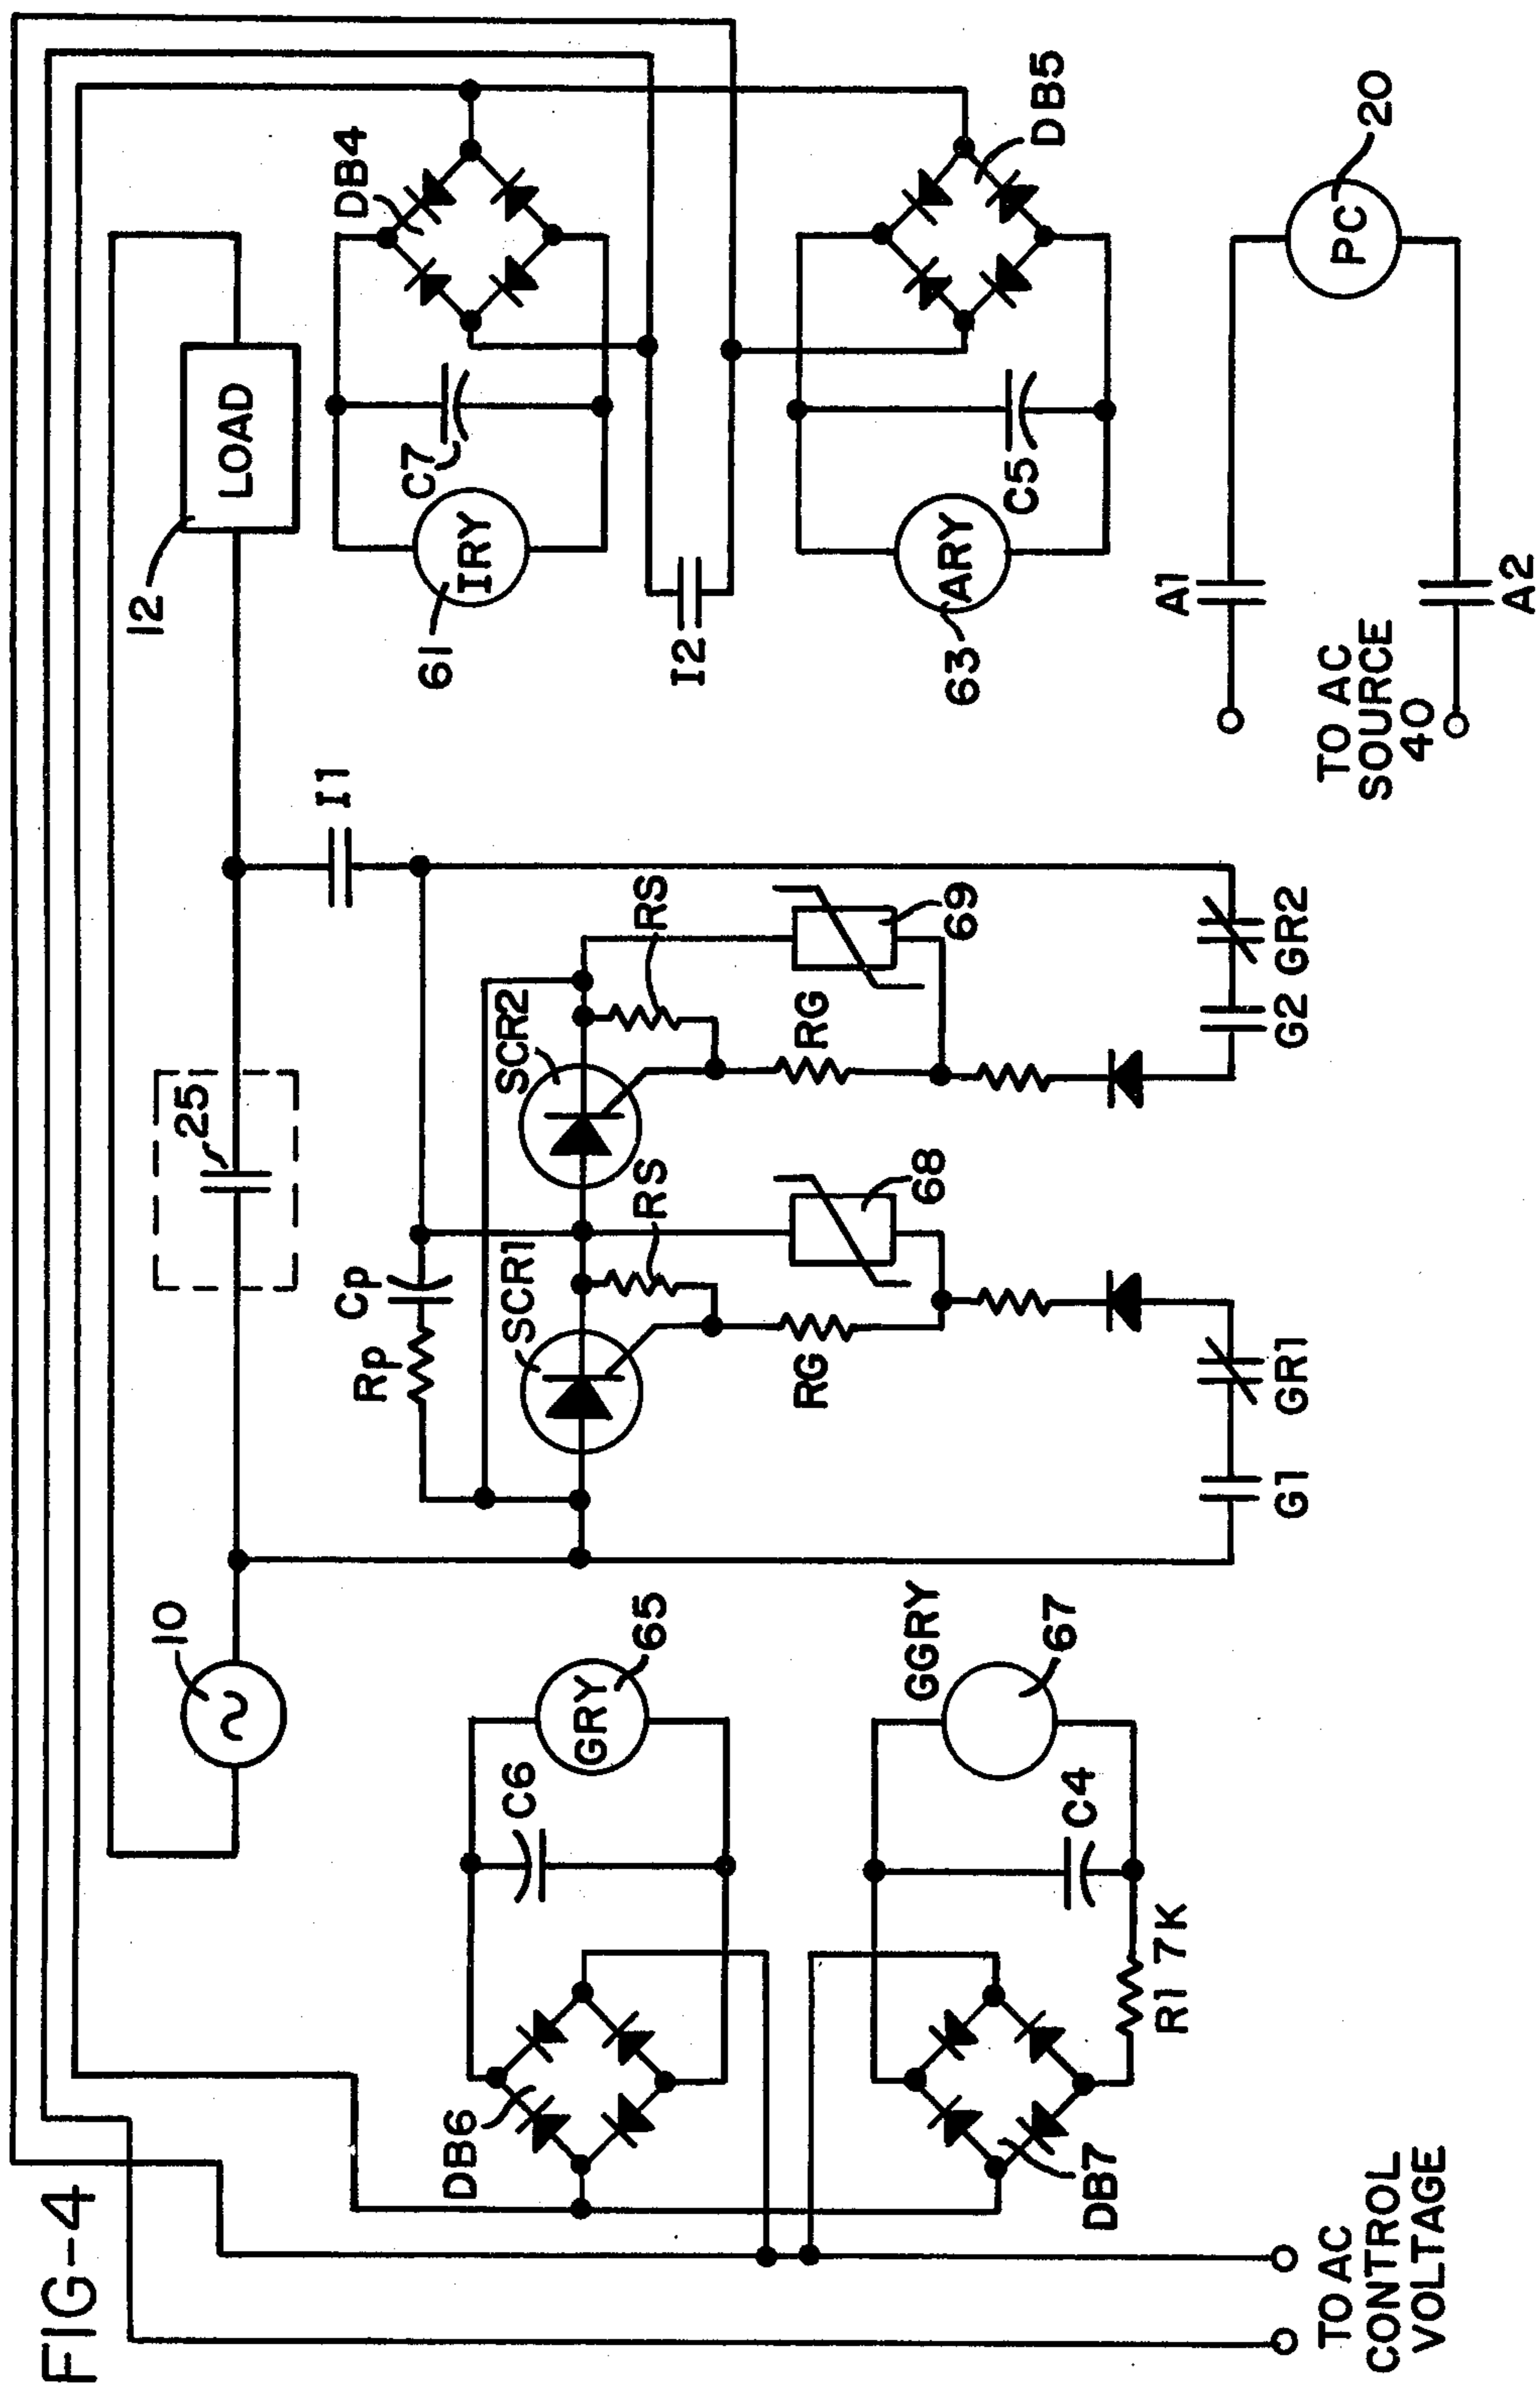 FIG-4
10
25
12
LOAD
DB4
C7
IRY
61
I2
DB5
C5
ARY
63
I1
Rp
Cp
SCR1
SCR2
RS
RS
RG
RG
68
69
G1
GR1
G2
GR2
GRY
65
C6
DB6
GGRY
67
C4
R1 7K
DB7
TO AC
CONTROL
VOLTAGE
TO AC
SOURCE
40
A1
A2
PC
20